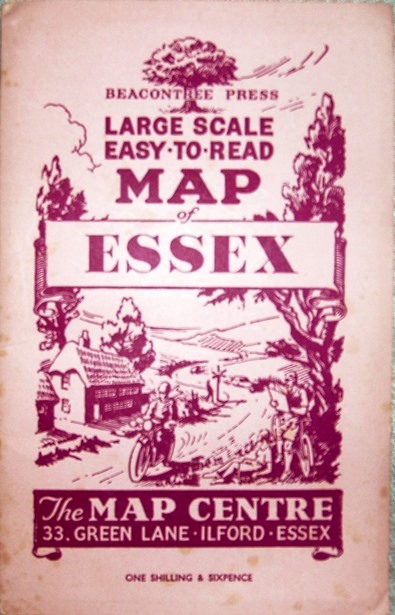 BEACONTREE PRESS
LARGE SCALE
EASY·TO·READ
MAP
of
ESSEX
The MAP CENTRE
33. GREEN LANE · ILFORD · ESSEX
ONE SHILLING & SIXPENCE